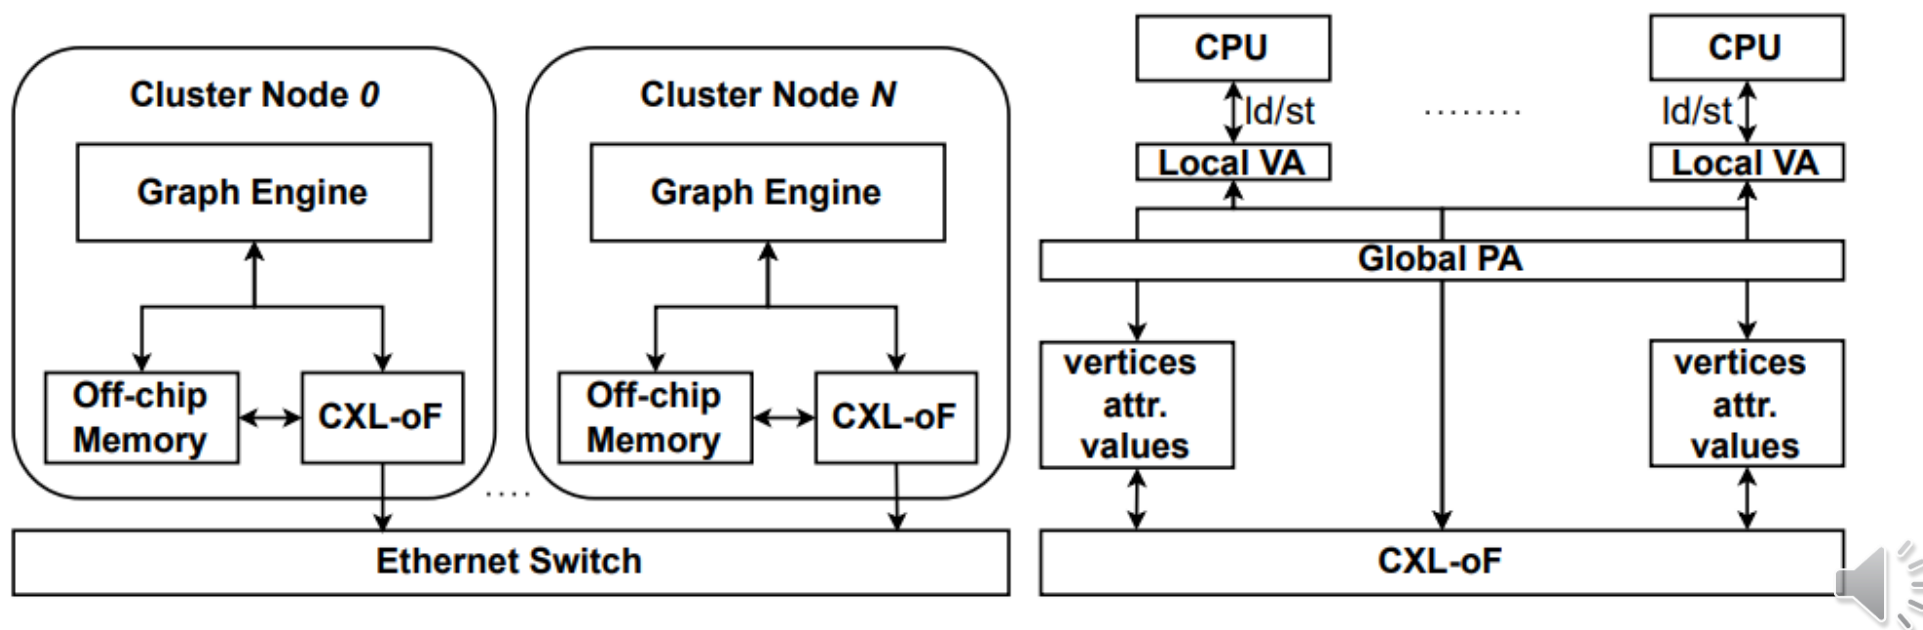 Cluster Node 0
Graph Engine
Off-chip
Memory
CXL-oF
Cluster Node N
Graph Engine
Off-chip
Memory
CXL-oF
....
Ethernet Switch
CPU
ld/st
Local VA
........
CPU
ld/st
Local VA
Global PA
vertices
attr.
values
vertices
attr.
values
CXL-oF